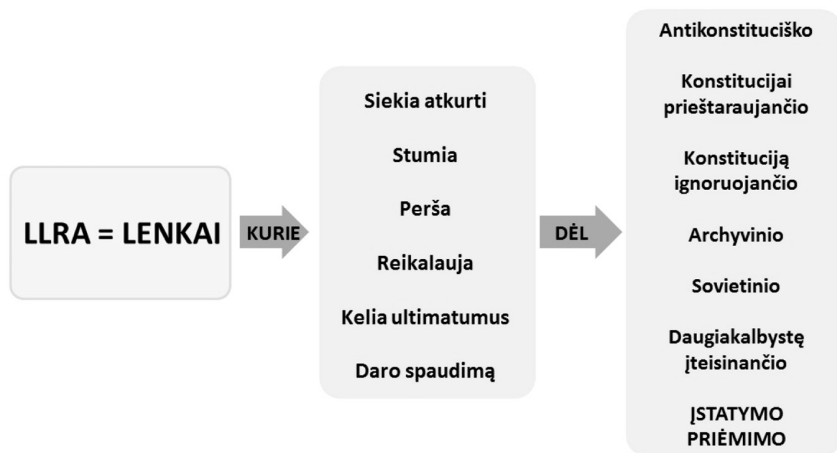 LLRA = LENKAI
KURIE
Siekia atkurti
Stumia
Perša
Reikalauja
Kelia ultimatumus
Daro spaudimą
DĖL
Antikonstituciško
Konstitucijai
prieštaraujančio
Konstituciją
ignoruojančio
Archyvinio
Sovietinio
Daugiakalbystę
įteisinančio
ĮSTATYMO
PRIĖMIMO